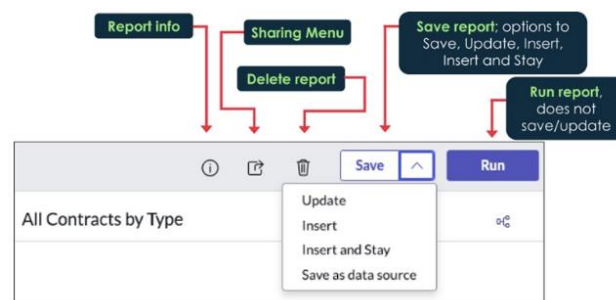 Report info
Sharing Menu
Delete report
Save report; options to
Save, Update, Insert,
Insert and Stay
Run report,
does not
save/update
Save
Run
Update
Insert
Insert and Stay
Save as data source
All Contracts by Type